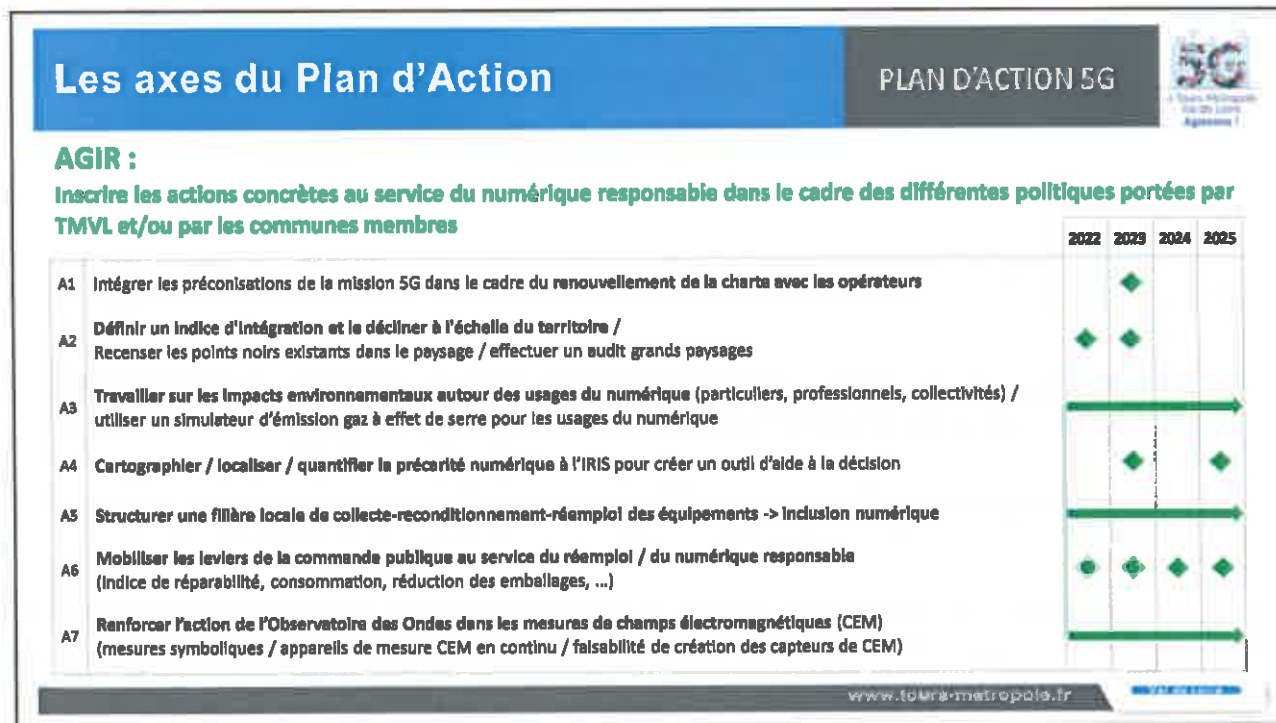 Les axes du Plan d'Action
PLAN D'ACTION 5G
5G
à Tours Métropole
Val de Loire
Agissons !
AGIR :
Inscrire les actions concrètes au service du numérique responsable dans le cadre des différentes politiques portées par
TMVL et/ou par les communes membres
2022 2023 2024 2025
A1 Intégrer les préconisations de la mission 5G dans le cadre du renouvellement de la charte avec les opérateurs
A2 Définir un indice d'intégration et le décliner à l'échelle du territoire /
Recenser les points noirs existants dans le paysage / effectuer un audit grands paysages
A3 Travailler sur les impacts environnementaux autour des usages du numérique (particuliers, professionnels, collectivités) /
utiliser un simulateur d'émission gaz à effet de serre pour les usages du numérique
A4 Cartographier / localiser / quantifier la précarité numérique à l'IRIS pour créer un outil d'aide à la décision
A5 Structurer une filière locale de collecte-reconditionnement-réemploi des équipements -> inclusion numérique
A6 Mobiliser les leviers de la commande publique au service du réemploi / du numérique responsable
(indice de réparabilité, consommation, réduction des emballages, ...)
A7 Renforcer l'action de l'Observatoire des Ondes dans les mesures de champs électromagnétiques (CEM)
(mesures symboliques / appareils de mesure CEM en continu / faisabilité de création des capteurs de CEM)
www.tours-metropole.fr